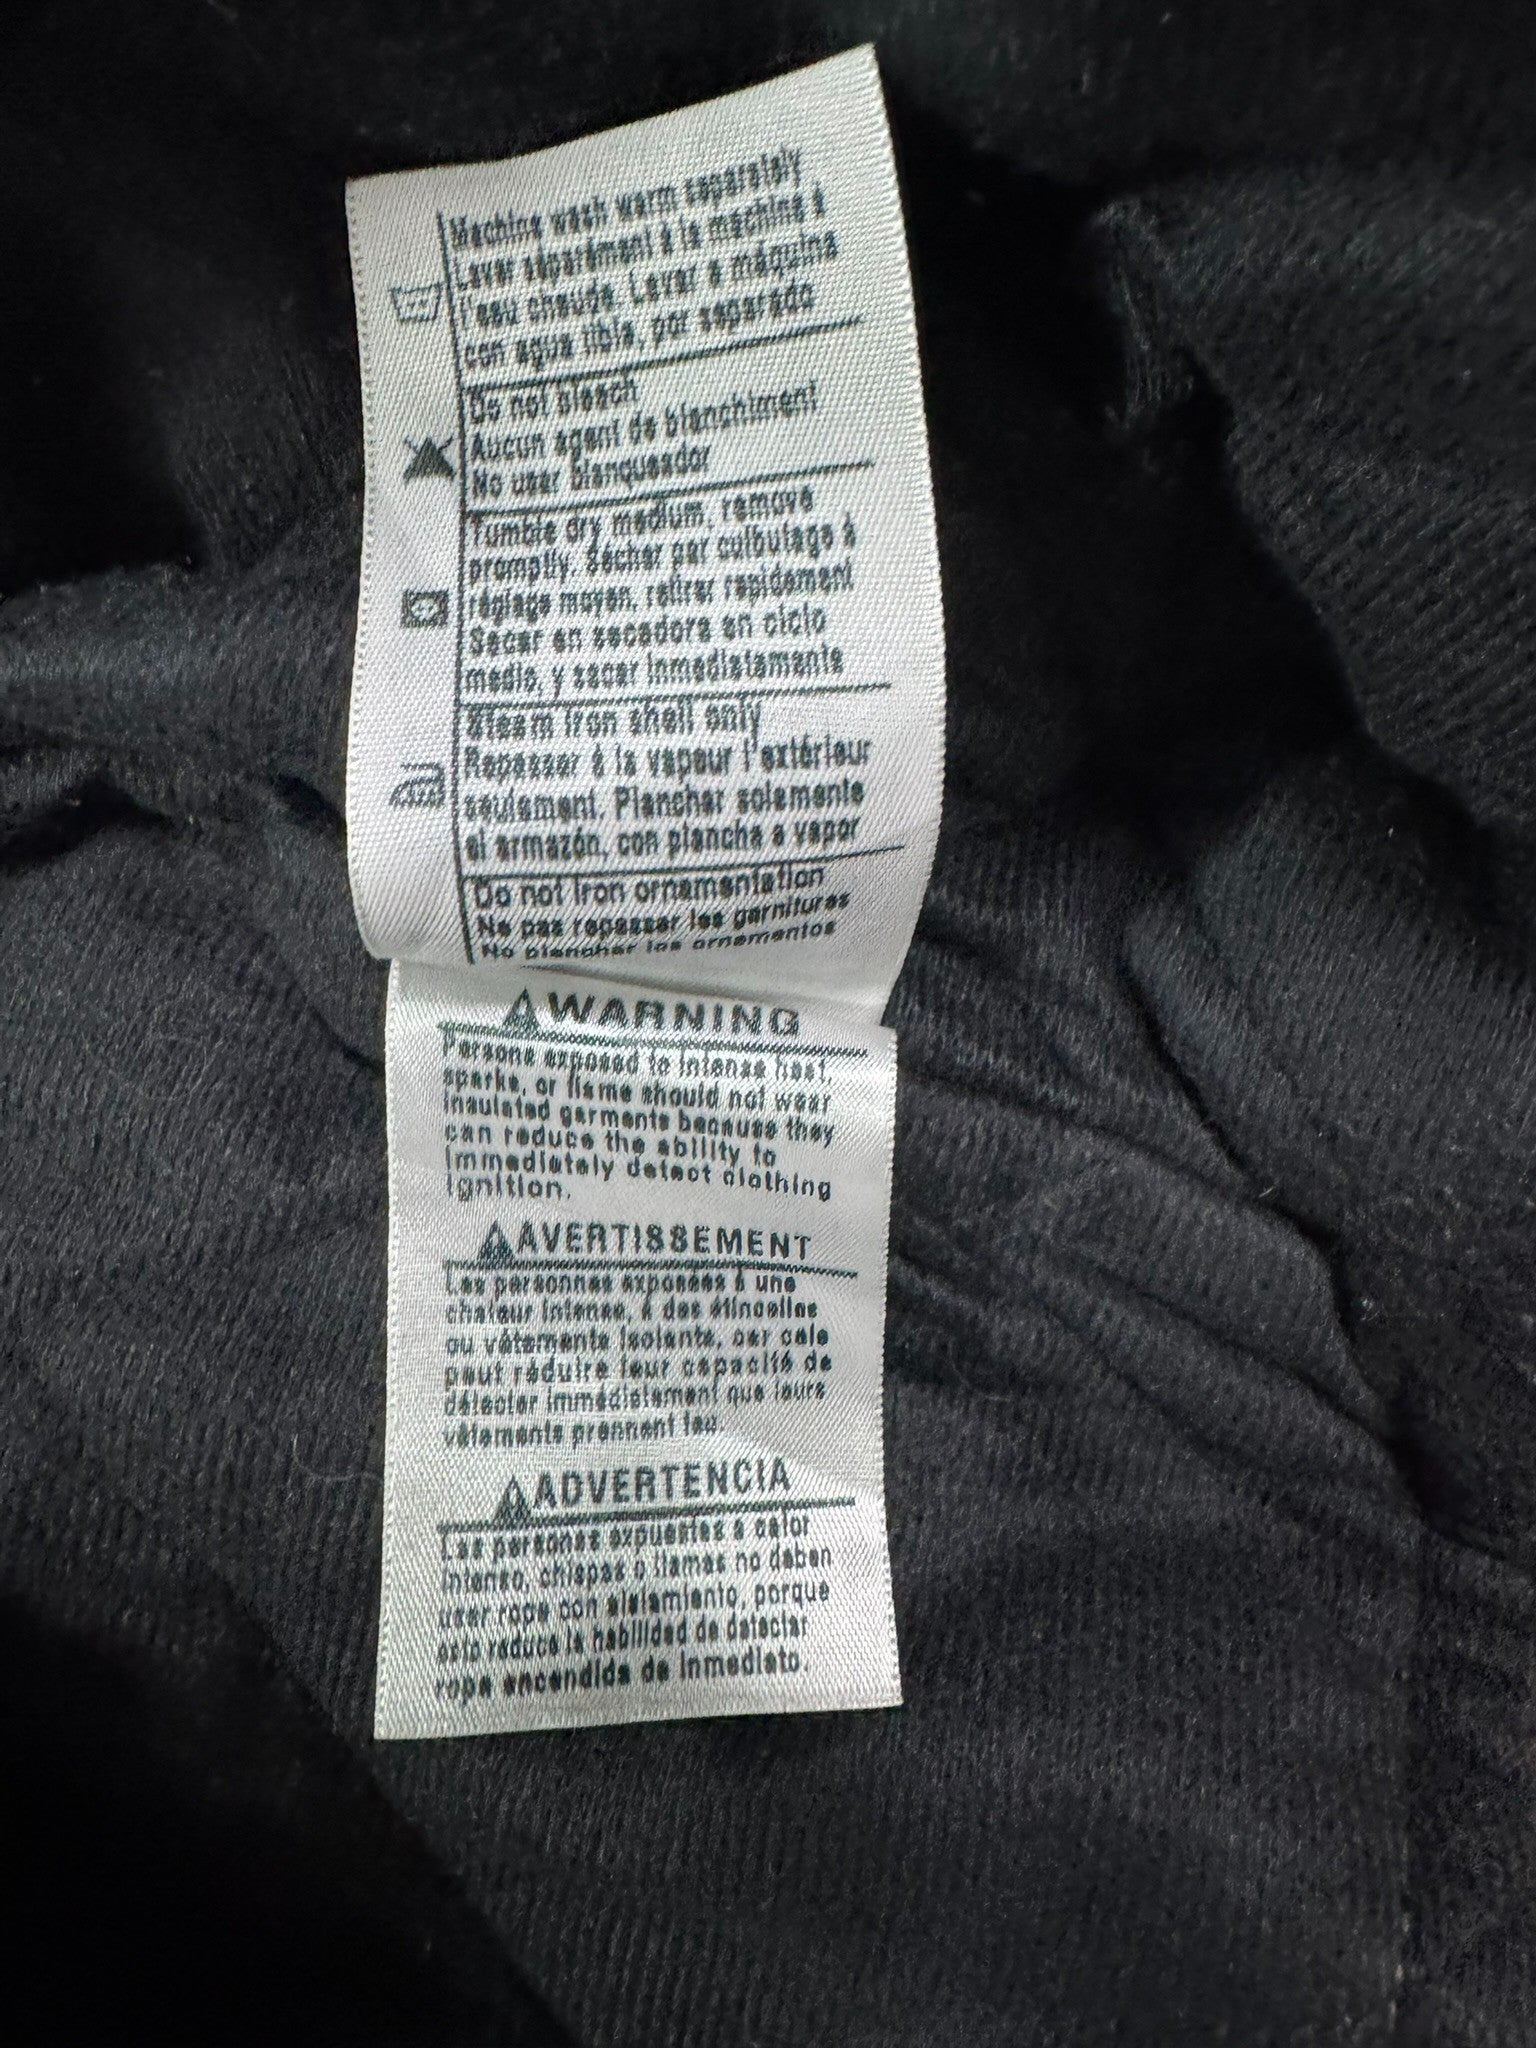 Machine wash warm separately
Laver séparément à la machine à
l'eau chaude. Lavar a máquina
con agua tibia, por separado
Do not bleach
Aucun agent de blanchiment
No usar blanqueador
Tumble dry medium, remove
promptly. Sécher par culbutage à
réglage moyen, retirer rapidement
Secar en secadora en ciclo
medio, y sacar inmediatamente
Steam iron shell only
Repasser à la vapeur l'extérieur
seulement. Planchar solamente
el armazón, con plancha a vapor
Do not iron ornamentation
Ne pas repasser les garnitures
No planchar los ornamentos
WARNING
Persons exposed to intense heat,
sparks, or flame should not wear
insulated garments because they
can reduce the ability to
immediately detect clothing
ignition.
AVERTISSEMENT
Les personnes exposées à une
chaleur intense, à des étincelles
ou vêtements isolants, car cela
peut réduire leur capacité de
détecter immédiatement que leurs
vêtements prennent feu.
ADVERTENCIA
Las personas expuestas a calor
intenso, chispas o llamas no deben
usar ropa con aislamiento, porque
esto reduce la habilidad de detectar
ropa encendida de inmediato.